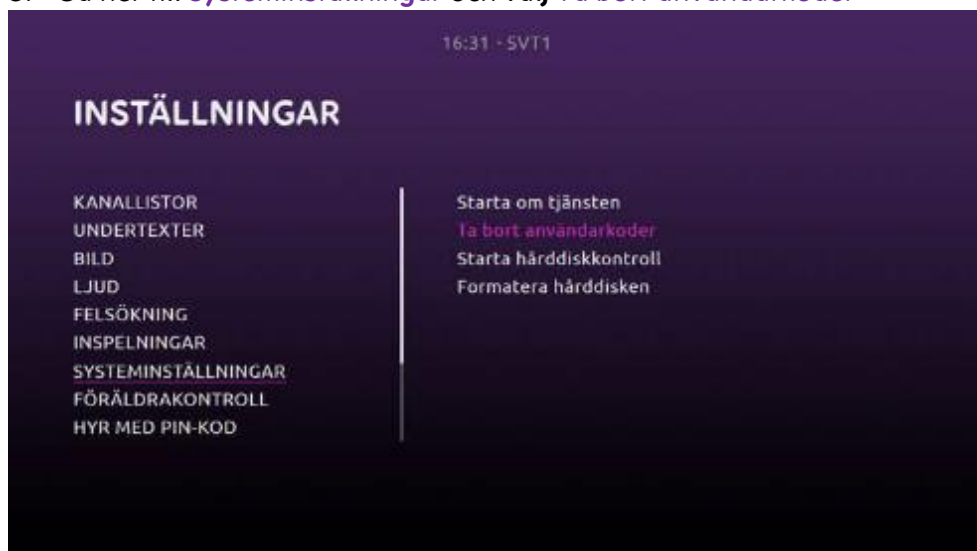 Gå ner till Systeminställningar och välj Ta bort användarkoder
16:31 - SVT1
INSTÄLLNINGAR
KANALLISTOR
UNDERTEXTER
BILD
LJUD
FELSÖKNING
INSPELNINGAR
SYSTEMINSTÄLLNINGAR
FÖRÄLDRAKONTROLL
HYR MED PIN-KOD
Starta om tjänsten
Ta bort användarkoder
Starta hårddiskkontroll
Formatera hårddisken